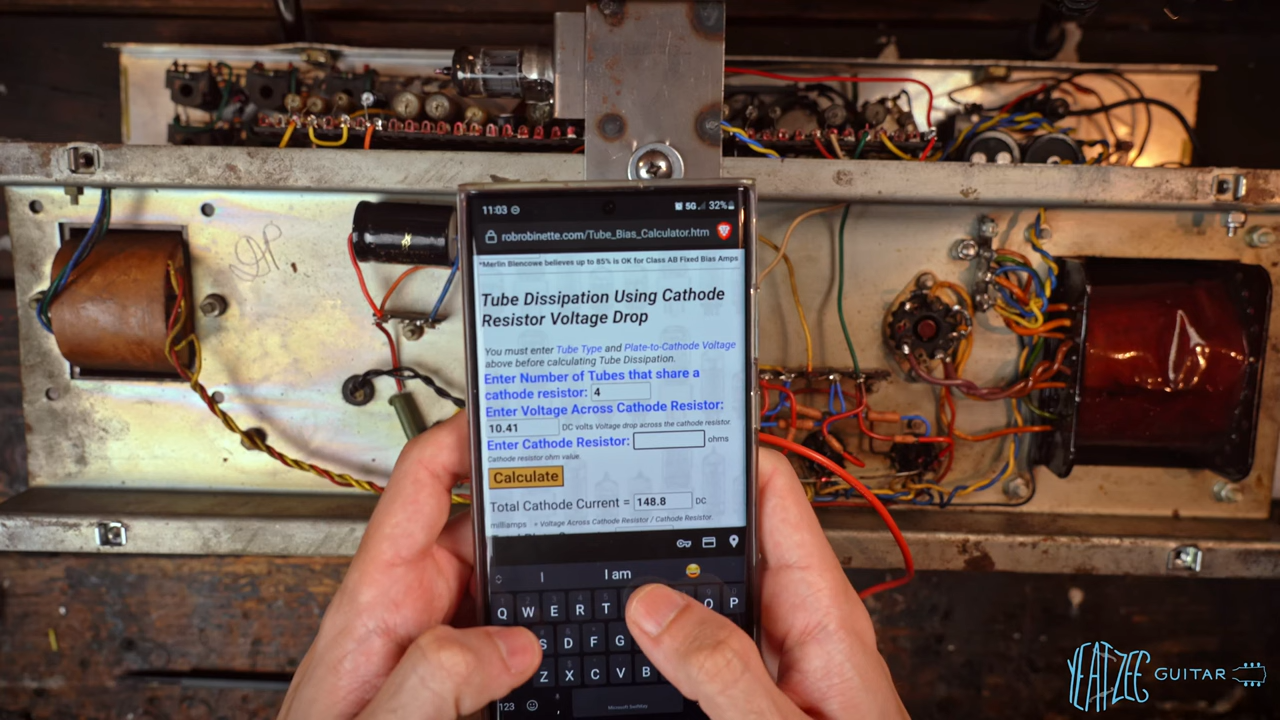 11:03 5G 32%
robrobinette.com/Tube_Bias_Calculator.htm
*Merlin Blencowe believes up to 85% is OK for Class AB Fixed Bias Amps
Tube Dissipation Using Cathode
Resistor Voltage Drop
You must enter Tube Type and Plate-to-Cathode Voltage
above before calculating Tube Dissipation.
Enter Number of Tubes that share a
cathode resistor: 4
Enter Voltage Across Cathode Resistor:
10.41 DC volts Voltage drop across the cathode resistor.
Enter Cathode Resistor: ohms
Cathode resistor ohm value.
Calculate
Total Cathode Current = 148.8 DC
milliamps = Voltage Across Cathode Resistor / Cathode Resistor
I I am
Q W E R T O P
S D F G
Z X C V B
123 Microsoft SwiftKey
DP
YEATZEE GUITAR